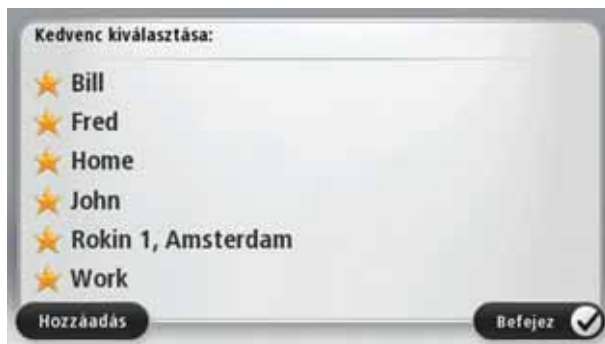 Kedvenc kiválasztása:
Bill
Fred
Home
John
Rokin 1, Amsterdam
Work
Hozzáadás
Befejez